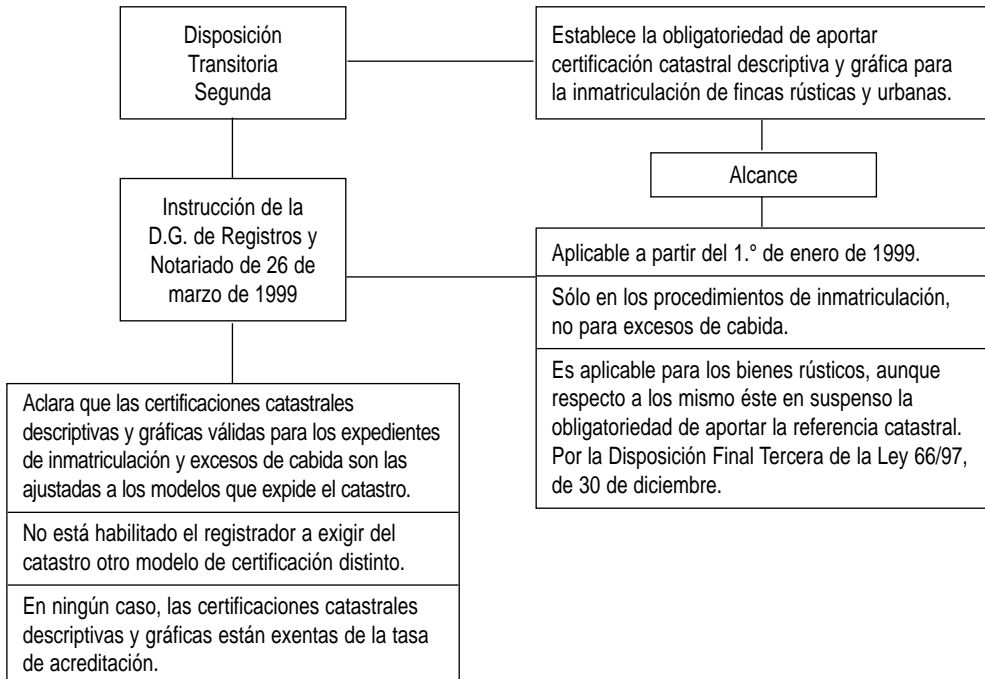 Disposición
Transitoria
Segunda
Establece la obligatoriedad de aportar
certificación catastral descriptiva y gráfica para
la inmatriculación de fincas rústicas y urbanas.
Alcance
Instrucción de la
D.G. de Registros y
Notariado de 26 de
marzo de 1999
Aplicable a partir del 1.° de enero de 1999.
Sólo en los procedimientos de inmatriculación,
no para excesos de cabida.
Es aplicable para los bienes rústicos, aunque
respecto a los mismo éste en suspenso la
obligatoriedad de aportar la referencia catastral.
Por la Disposición Final Tercera de la Ley 66/97,
de 30 de diciembre.
Aclara que las certificaciones catastrales
descriptivas y gráficas válidas para los expedientes
de inmatriculación y excesos de cabida son las
ajustadas a los modelos que expide el catastro.
No está habilitado el registrador a exigir del
catastro otro modelo de certificación distinto.
En ningún caso, las certificaciones catastrales
descriptivas y gráficas están exentas de la tasa
de acreditación.